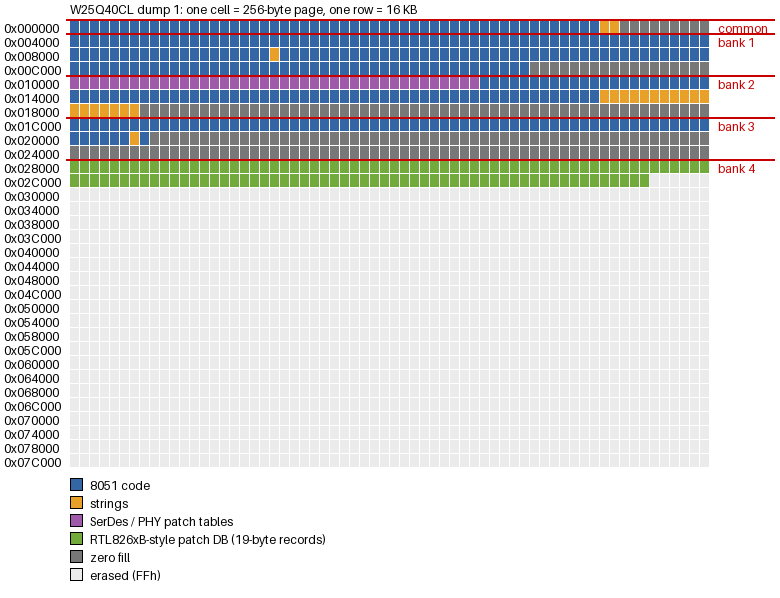 W25Q40CL dump 1: one cell = 256-byte page, one row = 16 KB
0x000000 common
0x004000 bank 1
0x008000
0x00C000
0x010000 bank 2
0x014000
0x018000
0x01C000 bank 3
0x020000
0x024000
0x028000 bank 4
0x02C000
0x030000
0x034000
0x038000
0x03C000
0x040000
0x044000
0x048000
0x04C000
0x050000
0x054000
0x058000
0x05C000
0x060000
0x064000
0x068000
0x06C000
0x070000
0x074000
0x078000
0x07C000
8051 code
strings
SerDes / PHY patch tables
RTL826xB-style patch DB (19-byte records)
zero fill
erased (FFh)